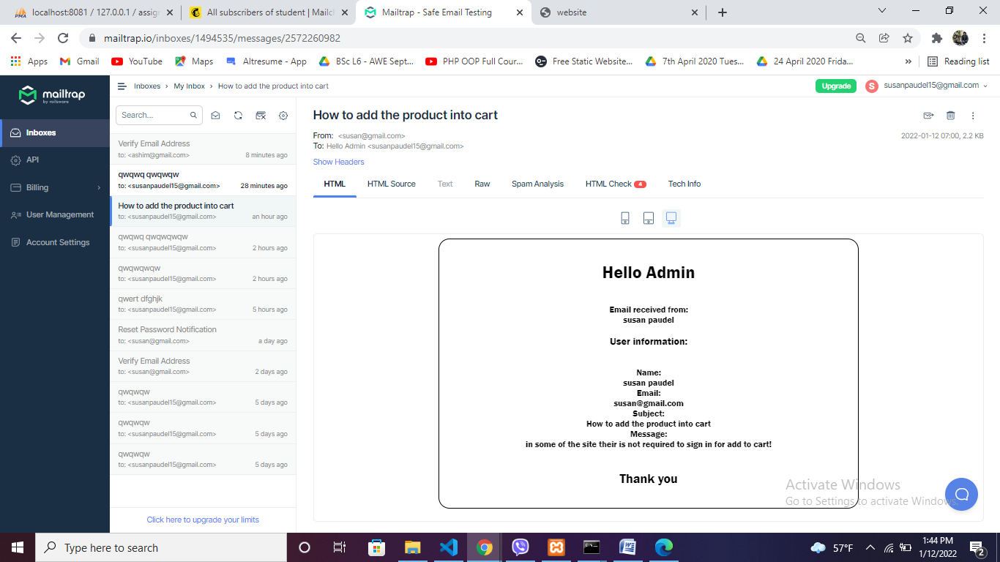 localhost:8081 / 127.0.0.1 / assig
All subscribers of student | Mailc
Mailtrap - Safe Email Testing
website
mailtrap.io/inboxes/1494535/messages/2572260982
Apps
Gmail
YouTube
Maps
Altresume - App
BSc L6 - AWE Sept...
PHP OOP Full Cour...
Free Static Website...
7th April 2020 Tues...
24 April 2020 Frida...
»
Reading list
mailtrap
by railsware
Inboxes › My Inbox › How to add the product into cart
Upgrade
S
susanpaudel15@gmail.com
Inboxes
API
Billing
User Management
Account Settings
Search...
Verify Email Address
to: <ashim@gmail.com> 8 minutes ago
qwqwq qwqwqw
to: <susanpaudel15@gmail.com> 28 minutes ago
How to add the product into cart
to: <susanpaudel15@gmail.com> an hour ago
qwqwq qwqwqwqw
to: <susanpaudel15@gmail.com> 2 hours ago
qwqwqwqw
to: <susanpaudel15@gmail.com> 2 hours ago
qwert dfghjk
to: <susanpaudel15@gmail.com> 5 hours ago
Reset Password Notification
to: <susan@gmail.com> a day ago
Verify Email Address
to: <susan@gmail.com> 2 days ago
qwqwqw
to: <susanpaudel15@gmail.com> 5 days ago
qwqwqw
to: <susanpaudel15@gmail.com> 5 days ago
qwqwqw
to: <susanpaudel15@gmail.com> 5 days ago
Click here to upgrade your limits
How to add the product into cart
From: <susan@gmail.com>
2022-01-12 07:00, 2.2 KB
To: Hello Admin <susanpaudel15@gmail.com>
Show Headers
HTML
HTML Source
Text
Raw
Spam Analysis
HTML Check 4
Tech Info
Hello Admin
Email received from:
susan paudel
User information:
Name:
susan paudel
Email:
susan@gmail.com
Subject:
How to add the product into cart
Message:
in some of the site their is not required to sign in for add to cart!
Thank you
Activate Windows
Go to Settings to activate Windows.
Type here to search
57°F
1:44 PM
1/12/2022
2